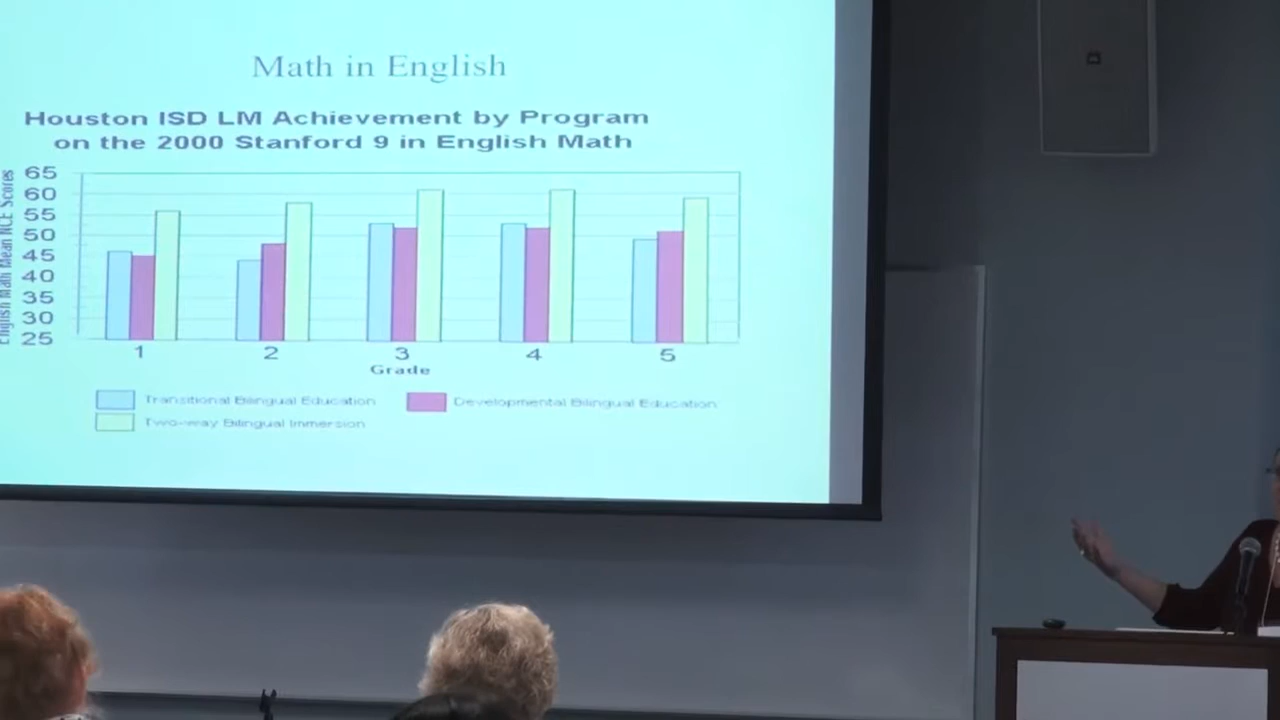 Math in English
Houston ISD LM Achievement by Program
on the 2000 Stanford 9 in English Math
English Math Mean NCE Scores
65
60
55
50
45
40
35
30
25
1 2 3 4 5
Grade
Transitional Bilingual Education Developmental Bilingual Education
Two-way Bilingual Immersion